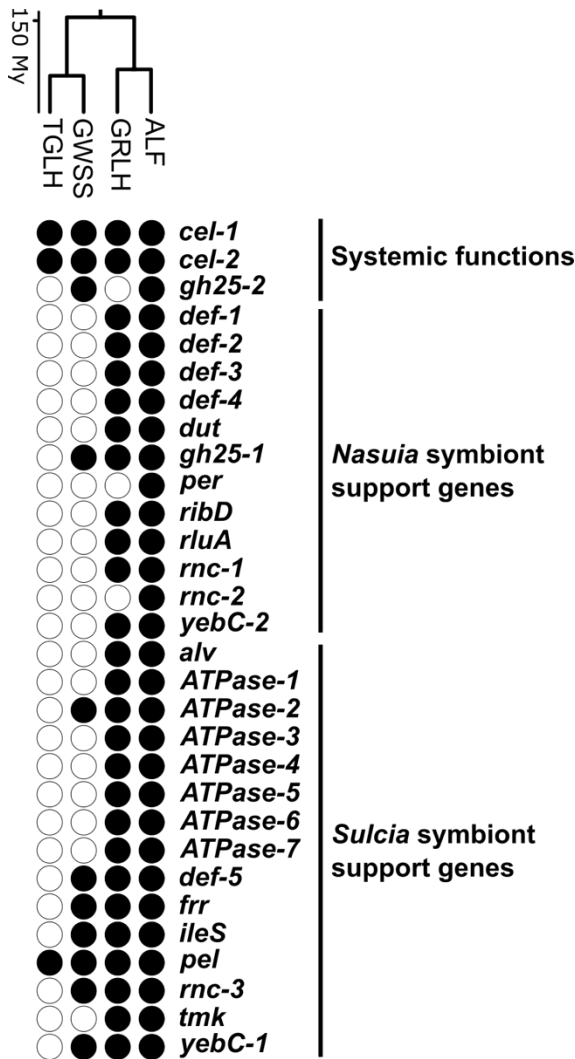 150 My
TGLH
GWSS
GRLH
ALF
cel-1
cel-2
gh25-2
Systemic functions
def-1
def-2
def-3
def-4
dut
gh25-1
per
ribD
rluA
rnc-1
rnc-2
yebC-2
Nasuia symbiont
support genes
alv
ATPase-1
ATPase-2
ATPase-3
ATPase-4
ATPase-5
ATPase-6
ATPase-7
def-5
frr
ileS
pel
rnc-3
tmk
yebC-1
Sulcia symbiont
support genes